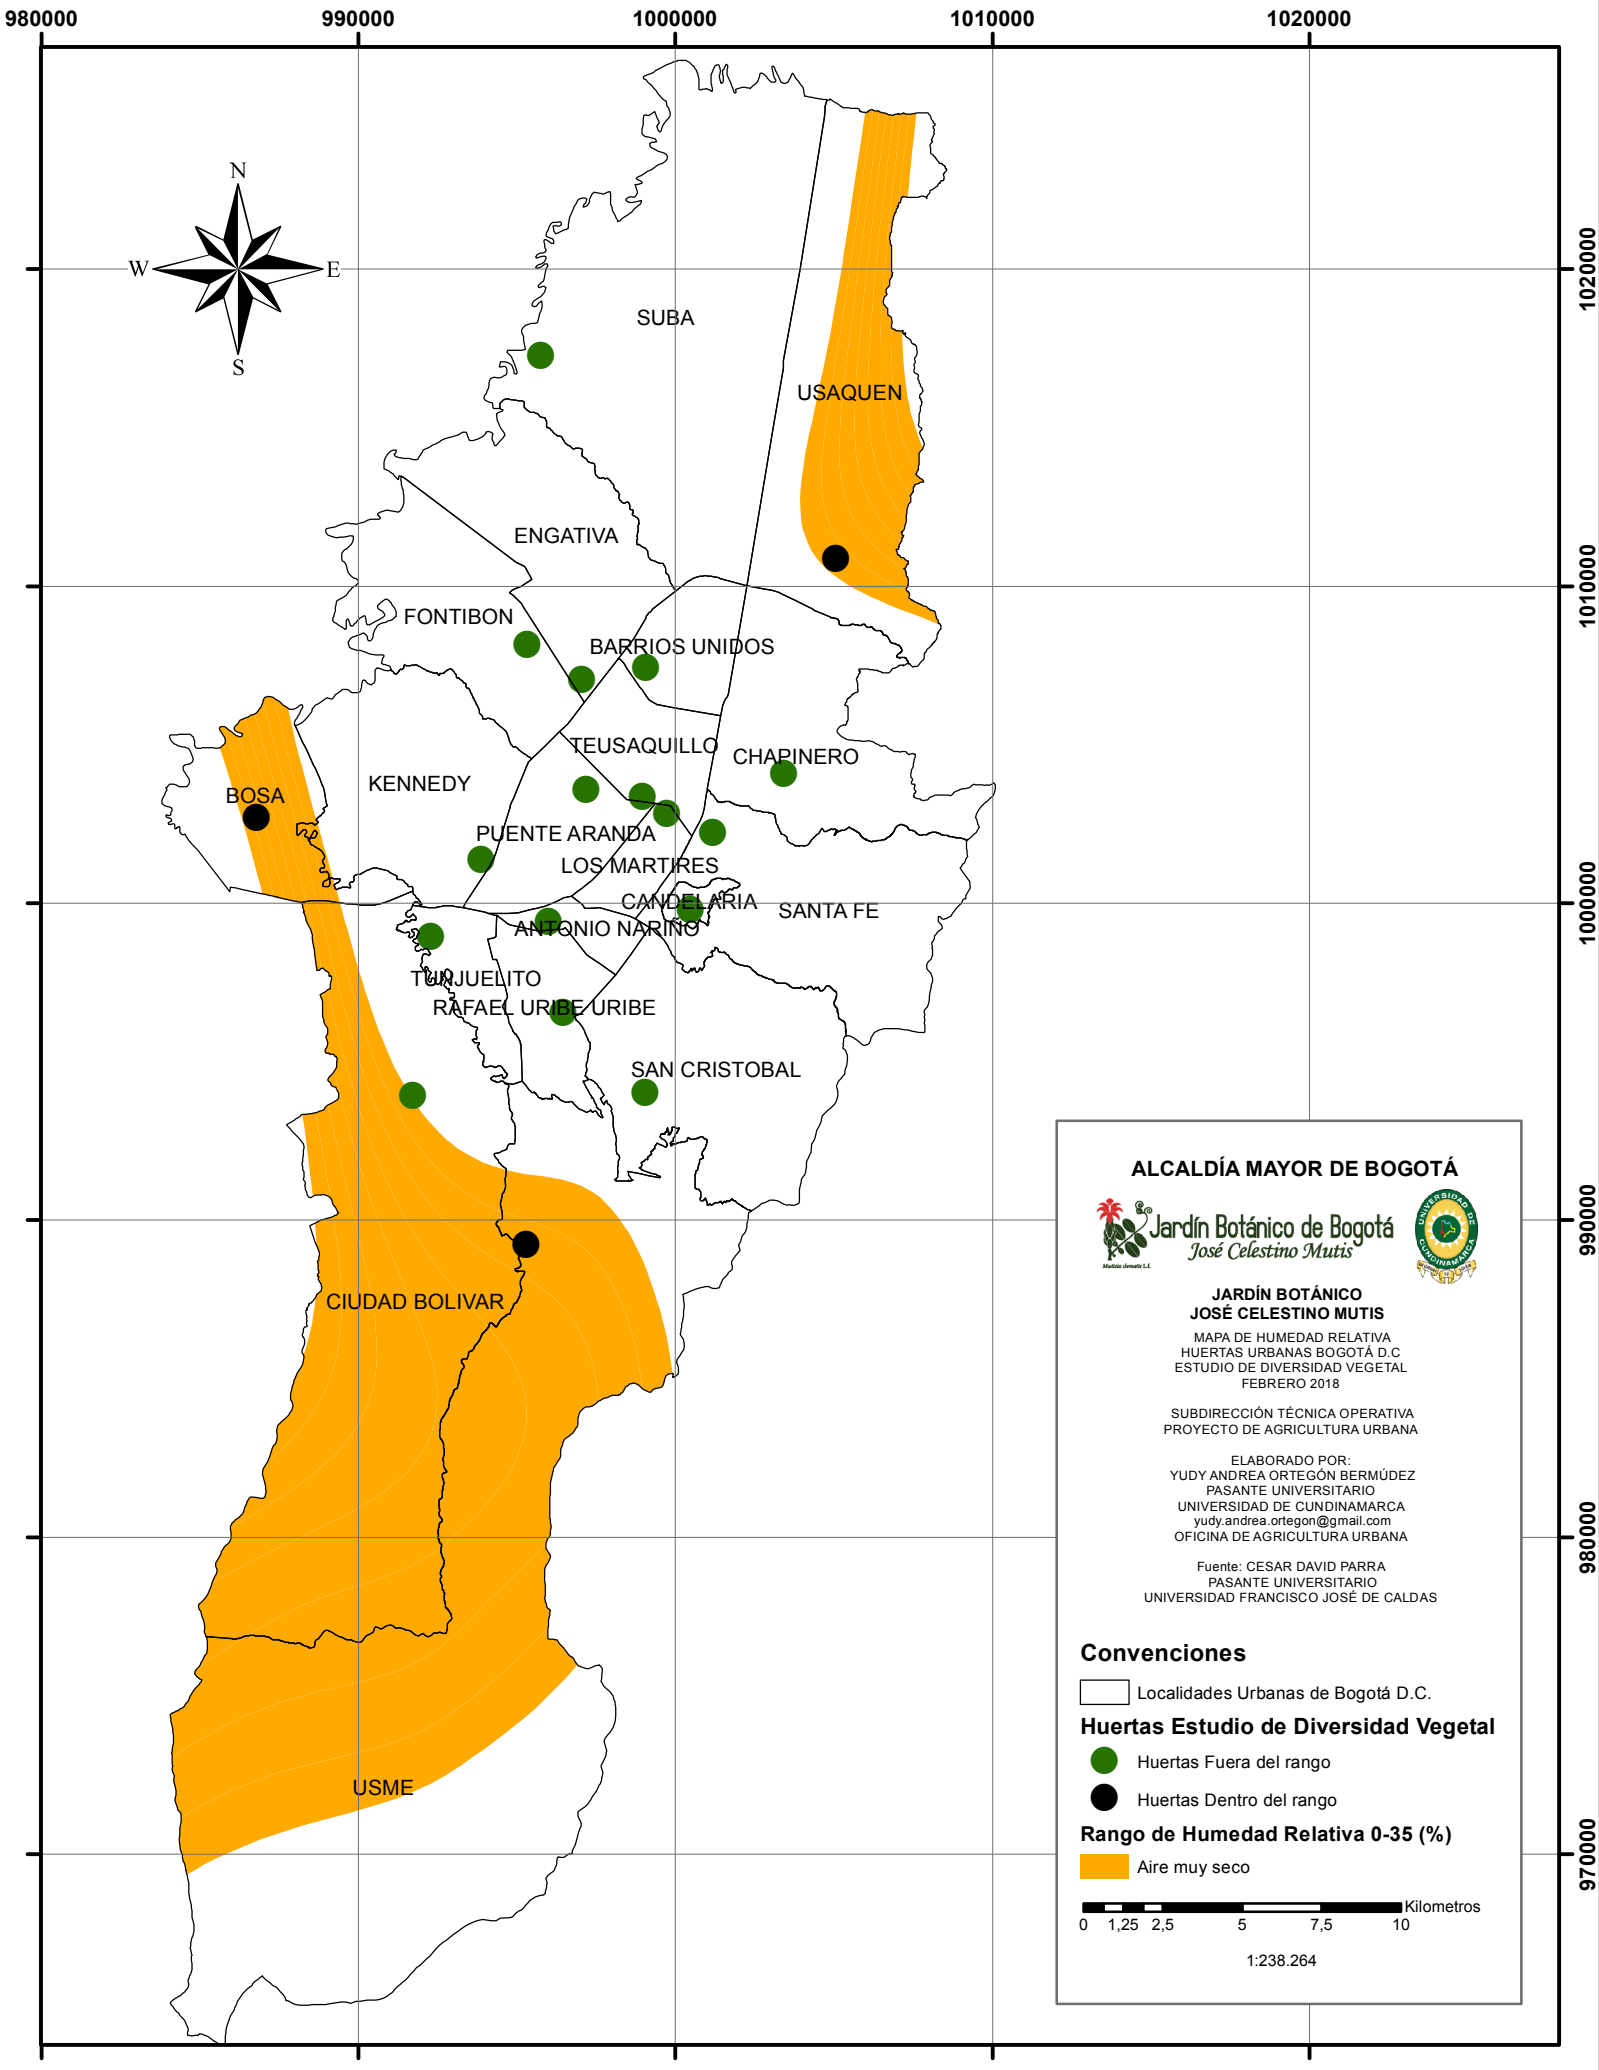 980000
990000
1000000
1010000
1020000
N
W
E
S
1020000
SUBA
USAQUEN
ENGATIVA
1010000
FONTIBON
BARRIOS UNIDOS
TEUSAQUILLO
CHAPINERO
KENNEDY
BOSA
PUENTE ARANDA
LOS MARTIRES
CANDELARIA
SANTA FE
1000000
ANTONIO NARIÑO
TUNJUELITO
RAFAEL URIBE URIBE
SAN CRISTOBAL
990000
CIUDAD BOLIVAR
980000
USME
970000
ALCALDÍA MAYOR DE BOGOTÁ
Jardín Botánico de Bogotá
José Celestino Mutis
Mutisia clematis L.f.
UNIVERSIDAD DE
CUNDINAMARCA
JARDÍN BOTÁNICO
JOSÉ CELESTINO MUTIS
MAPA DE HUMEDAD RELATIVA
HUERTAS URBANAS BOGOTÁ D.C
ESTUDIO DE DIVERSIDAD VEGETAL
FEBRERO 2018
SUBDIRECCIÓN TÉCNICA OPERATIVA
PROYECTO DE AGRICULTURA URBANA
ELABORADO POR:
YUDY ANDREA ORTEGÓN BERMÚDEZ
PASANTE UNIVERSITARIO
UNIVERSIDAD DE CUNDINAMARCA
yudy.andrea.ortegon@gmail.com
OFICINA DE AGRICULTURA URBANA
Fuente: CESAR DAVID PARRA
PASANTE UNIVERSITARIO
UNIVERSIDAD FRANCISCO JOSÉ DE CALDAS
Convenciones
Localidades Urbanas de Bogotá D.C.
Huertas Estudio de Diversidad Vegetal
Huertas Fuera del rango
Huertas Dentro del rango
Rango de Humedad Relativa 0-35 (%)
Aire muy seco
Kilometros
0 1,25 2,5 5 7,5 10
1:238.264